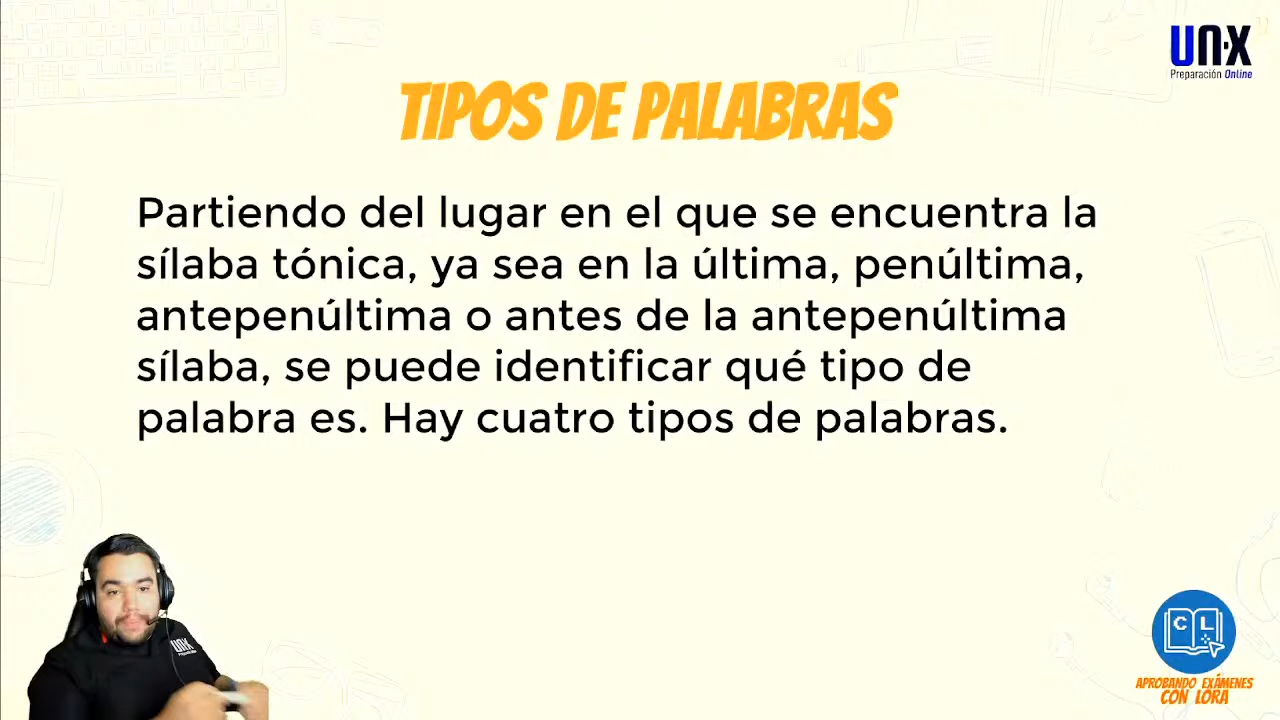 UN-X
Preparación Online
TIPOS DE PALABRAS
Partiendo del lugar en el que se encuentra la
sílaba tónica, ya sea en la última, penúltima,
antepenúltima o antes de la antepenúltima
sílaba, se puede identificar qué tipo de
palabra es. Hay cuatro tipos de palabras.
UN-X
C L
APROBANDO EXÁMENES
CON LORA